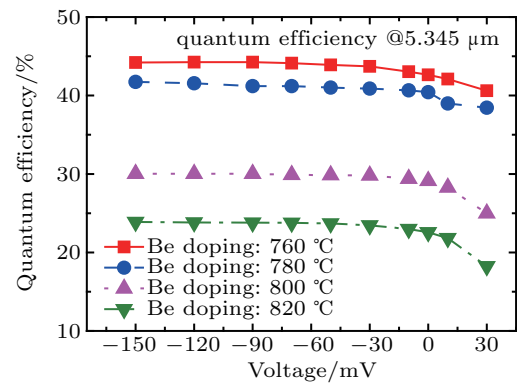 quantum efficiency @5.345 μm
Quantum efficiency/%
50
40
30
20
10
Be doping: 760 ℃
Be doping: 780 ℃
Be doping: 800 ℃
Be doping: 820 ℃
−150 −120 −90 −60 −30 0 30
Voltage/mV